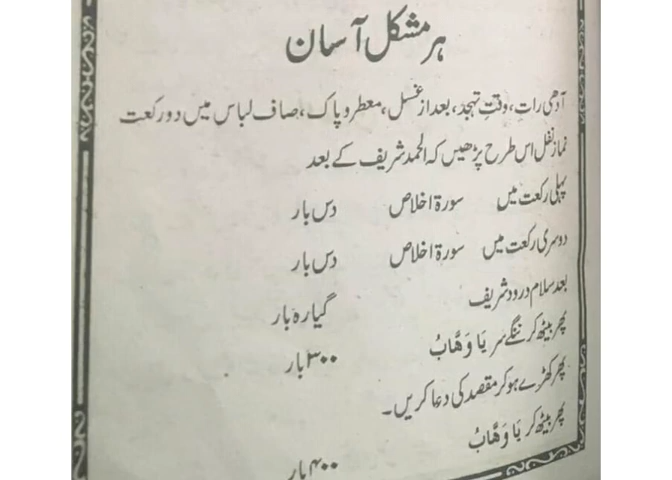 ہر مشکل آسان
آدھی رات، وقتِ تہجد، بعد از غسل، معطر و پاک، صاف لباس میں دو رکعت
نماز نفل اس طرح پڑھیں کہ الحمد شریف کے بعد
پہلی رکعت میں سورۃ اخلاص دس بار
دوسری رکعت میں سورۃ اخلاص دس بار
بعد سلام درود شریف گیارہ بار
پھر بیٹھ کر ننگے سر یَا وَھَّابُ ۳۰۰ بار
پھر کھڑے ہو کر مقصد کی دعا کریں۔
پھر بیٹھ کر یَا وَھَّابُ ۴۰۰ بار